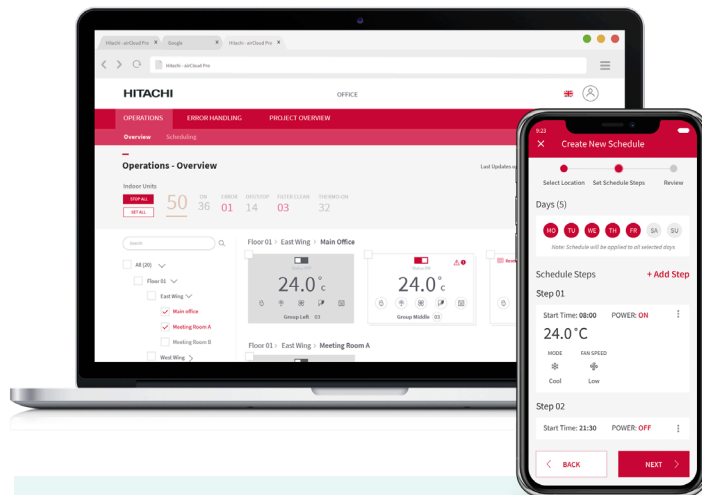 Hitachi - airCloud Pro X
Google X
Hitachi - airCloud Pro X
Hitachi - airCloud Pro
HITACHI
OFFICE
OPERATIONS ERROR HANDLING PROJECT OVERVIEW
Overview Scheduling
Operations - Overview
Last Updates
Indoor Units
STOP ALL
SET ALL
50
ON 36
ERROR 01
OFF/STOP 14
FILTER CLEAN 03
THERMO-ON 32
Search
All (20)
Floor 01
East Wing
Main office
Meeting Room A
Meeting Room B
West Wing
Floor 01 > East Wing > Main Office
24.0°c
Group Left 03
24.0°c
Group Middle 03
Floor 01 > East Wing > Meeting Room A
9:23
X Create New Schedule
Select Location Set Schedule Steps Review
Days (5)
MO TU WE TH FR SA SU
Note: Schedule will be applied to all selected days
Schedule Steps + Add Step
Step 01
Start Time: 08:00 POWER: ON
24.0°C
MODE FAN SPEED
Cool Low
Step 02
Start Time: 21:30 POWER: OFF
< BACK NEXT >